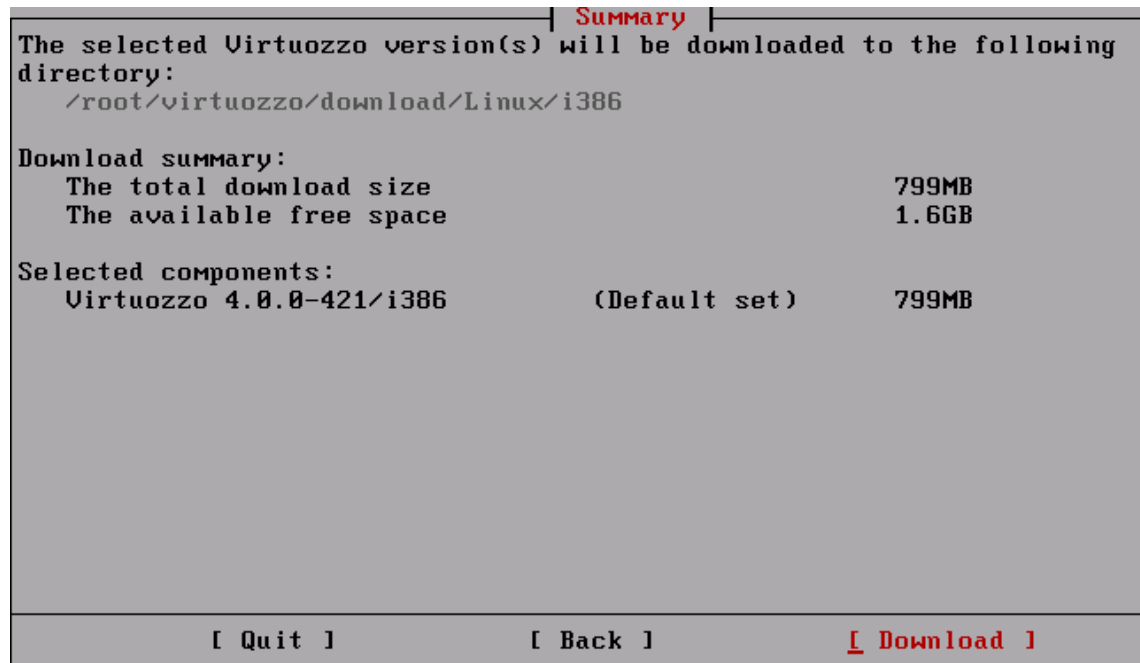 Summary
The selected Virtuozzo version(s) will be downloaded to the following
directory:
/root/virtuozzo/download/Linux/i386
Download summary:
The total download size 799MB
The available free space 1.6GB
Selected components:
Virtuozzo 4.0.0-421/i386 (Default set) 799MB
[ Quit ] [ Back ] [ Download ]